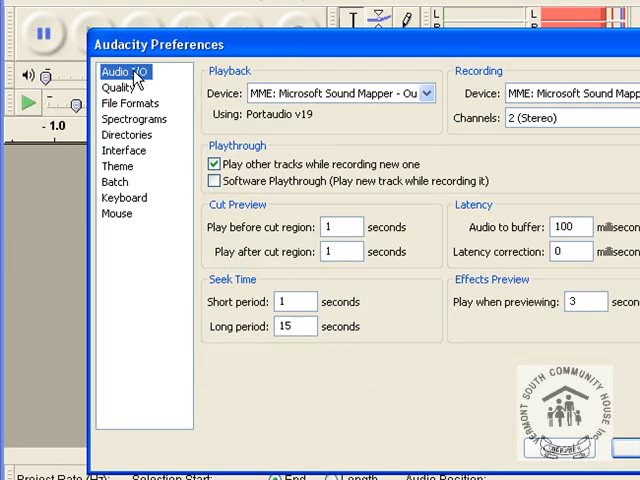 Audacity Preferences
Audio I/O
Quality
File Formats
Spectrograms
Directories
Interface
Theme
Batch
Keyboard
Mouse
Playback
Device: MME: Microsoft Sound Mapper - Ou
Using: Portaudio v19
Recording
Device: MME: Microsoft Sound Mapp
Channels: 2 (Stereo)
Playthrough
Play other tracks while recording new one
Software Playthrough (Play new track while recording it)
Cut Preview
Play before cut region: 1 seconds
Play after cut region: 1 seconds
Latency
Audio to buffer: 100 millisecon
Latency correction: 0 millisecon
Seek Time
Short period: 1 seconds
Long period: 15 seconds
Effects Preview
Play when previewing: 3 seconds
- 1.0
VERMONT SOUTH COMMUNITY HOUSE
Project Rate (Hz): Selection Start: End Length Audio Position: